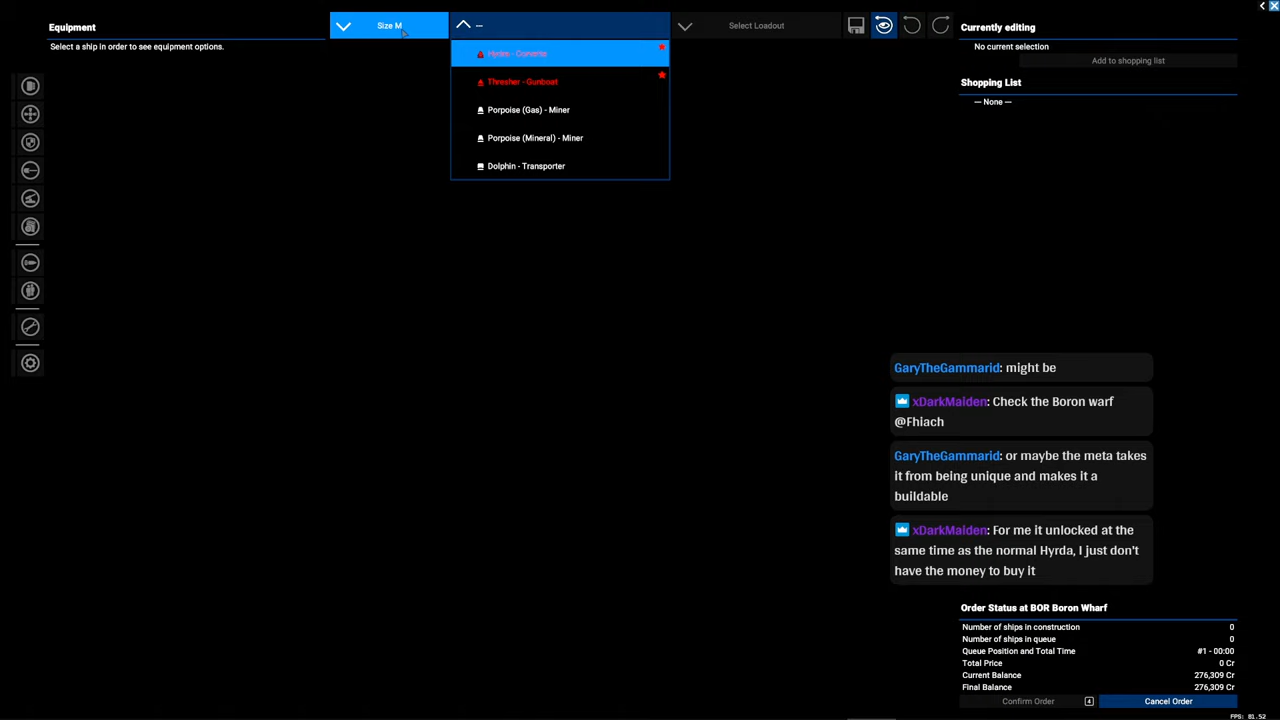 Equipment
Select a ship in order to see equipment options.
Size M
--
Select Loadout
Hydra - Corvette
Thresher - Gunboat
Porpoise (Gas) - Miner
Porpoise (Mineral) - Miner
Dolphin - Transporter
Currently editing
No current selection
Add to shopping list
Shopping List
— None —
GaryTheGammarid: might be
xDarkMaiden: Check the Boron warf
@Fhiach
GaryTheGammarid: or maybe the meta takes
it from being unique and makes it a
buildable
xDarkMaiden: For me it unlocked at the
same time as the normal Hyrda, I just don't
have the money to buy it
Order Status at BOR Boron Wharf
Number of ships in construction 0
Number of ships in queue 0
Queue Position and Total Time #1 - 00:00
Total Price 0 Cr
Current Balance 276,309 Cr
Final Balance 276,309 Cr
Confirm Order
Cancel Order
FPS: 81.52